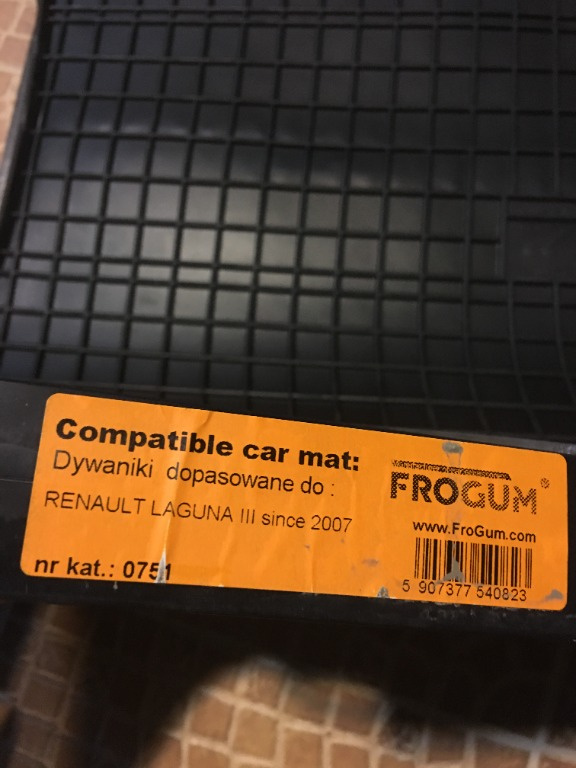 Compatible car mat:
Dywaniki dopasowane do :
RENAULT LAGUNA III since 2007
nr kat.: 0751
FROGUM®
www.FroGum.com
5 907377 540823